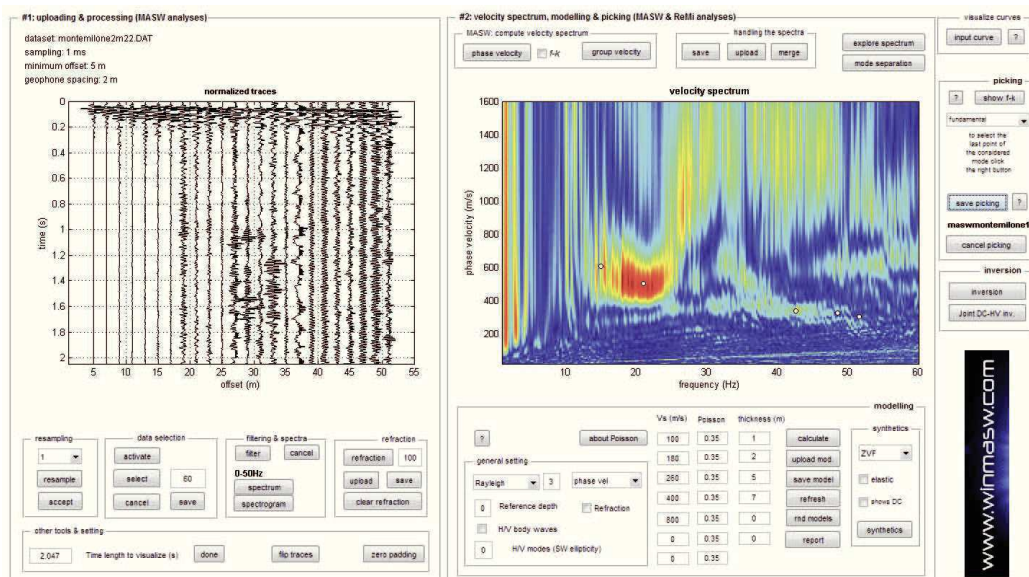 #1: uploading & processing (MASW analyses)
dataset: montemilone2m22.DAT
sampling: 1 ms
minimum offset: 5 m
geophone spacing: 2 m
normalized traces
0
0.2
0.4
0.6
0.8
1
1.2
1.4
1.6
1.8
2
time (s)
5 10 15 20 25 30 35 40 45 50 55
offset (m)
resampling
1
resample
accept
data selection
activate
select 60
cancel save
filtering & spectra
filter cancel
0-50Hz
spectrum
spectrogram
refraction
refraction 100
upload save
clear refraction
other tools & setting
2.047 Time length to visualize (s) done flip traces zero padding
#2: velocity spectrum, modelling & picking (MASW & ReMi analyses)
MASW: compute velocity spectrum
phase velocity f-k group velocity
handling the spectra
save upload merge
explore spectrum
mode separation
velocity spectrum
1600
1400
1200
1000
800
600
400
200
phase velocity (m/s)
10 20 30 40 50 60
frequency (Hz)
modelling
? about Poisson
general setting
Rayleigh 3 phase vel
0 Reference depth Refraction
H/V body waves
0 H/V modes (SW ellipticity)
Vs (m/s) Poisson thickness (m)
100 0.35 1
180 0.35 2
260 0.35 5
400 0.35 7
800 0.35 0
0 0.35 0
0 0.35
calculate
upload mod.
save model
refresh
rnd models
report
synthetics
ZVF
elastic
shows DC
synthetics
visualize curves
input curve ?
picking
? show f-k
fundamental
to select the
last point of
the considered
mode click
the right button
save picking ?
maswmontemilone1
cancel picking
inversion
inversion
Joint DC-HV inv.
www.winmasw.com